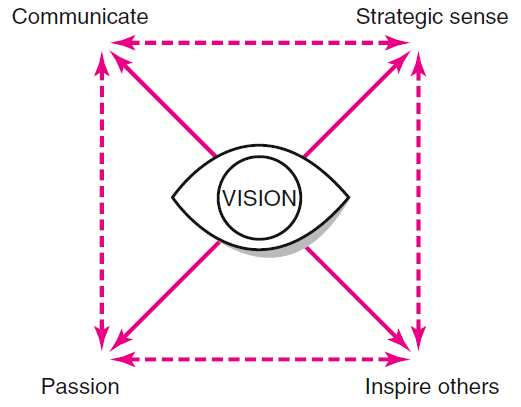 Communicate
Strategic sense
VISION
Passion
Inspire others